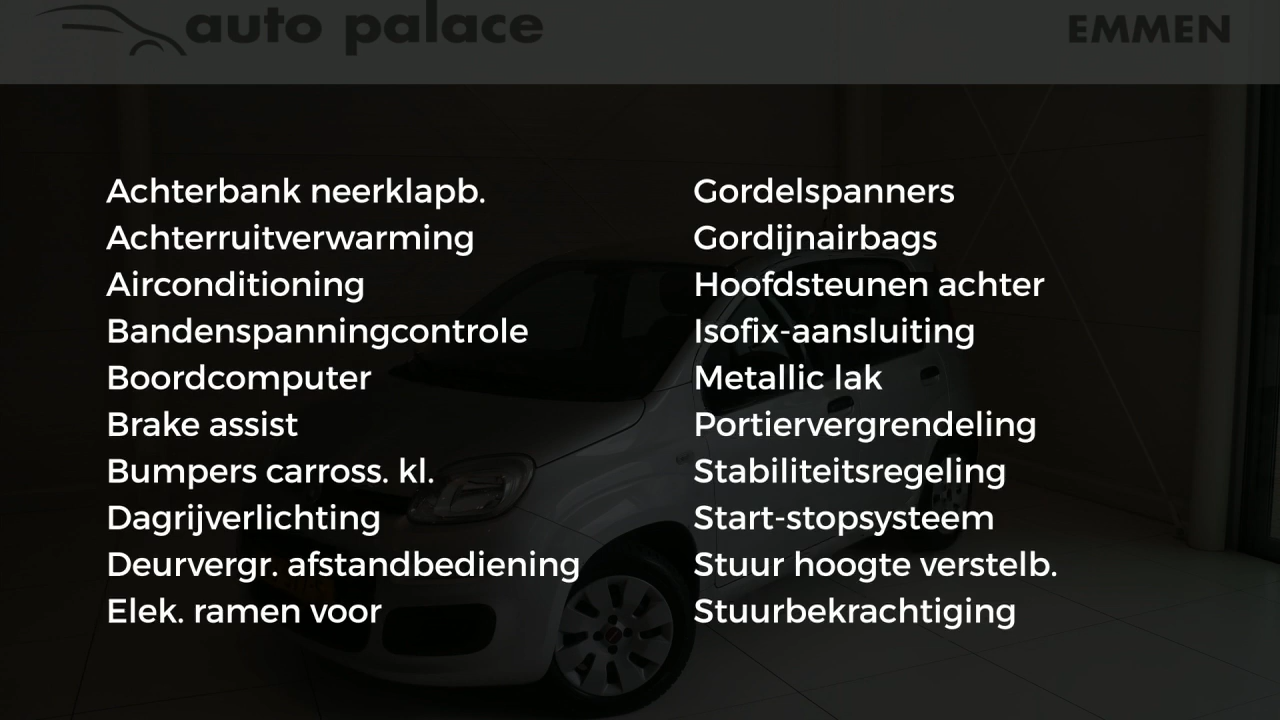 auto palace
EMMEN
Achterbank neerklapb.
Achterruitverwarming
Airconditioning
Bandenspanningcontrole
Boordcomputer
Brake assist
Bumpers carross. kl.
Dagrijverlichting
Deurvergr. afstandbediening
Elek. ramen voor
Gordelspanners
Gordijnairbags
Hoofdsteunen achter
Isofix-aansluiting
Metallic lak
Portiervergrendeling
Stabiliteitsregeling
Start-stopsysteem
Stuur hoogte verstelb.
Stuurbekrachtiging